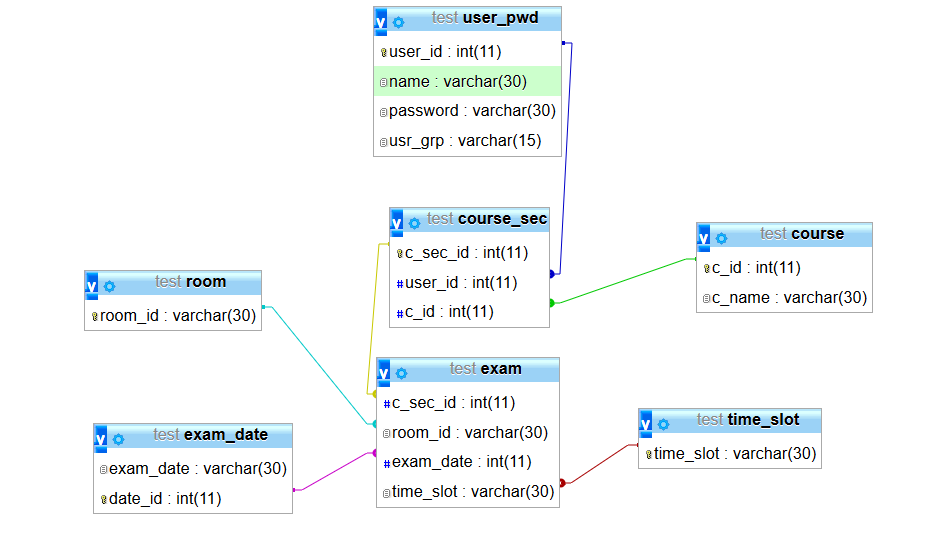 test user_pwd
user_id : int(11)
name : varchar(30)
password : varchar(30)
usr_grp : varchar(15)
test course_sec
c_sec_id : int(11)
#user_id : int(11)
#c_id : int(11)
test course
c_id : int(11)
c_name : varchar(30)
test room
room_id : varchar(30)
test exam
#c_sec_id : int(11)
room_id : varchar(30)
#exam_date : int(11)
time_slot : varchar(30)
test exam_date
exam_date : varchar(30)
date_id : int(11)
test time_slot
time_slot : varchar(30)